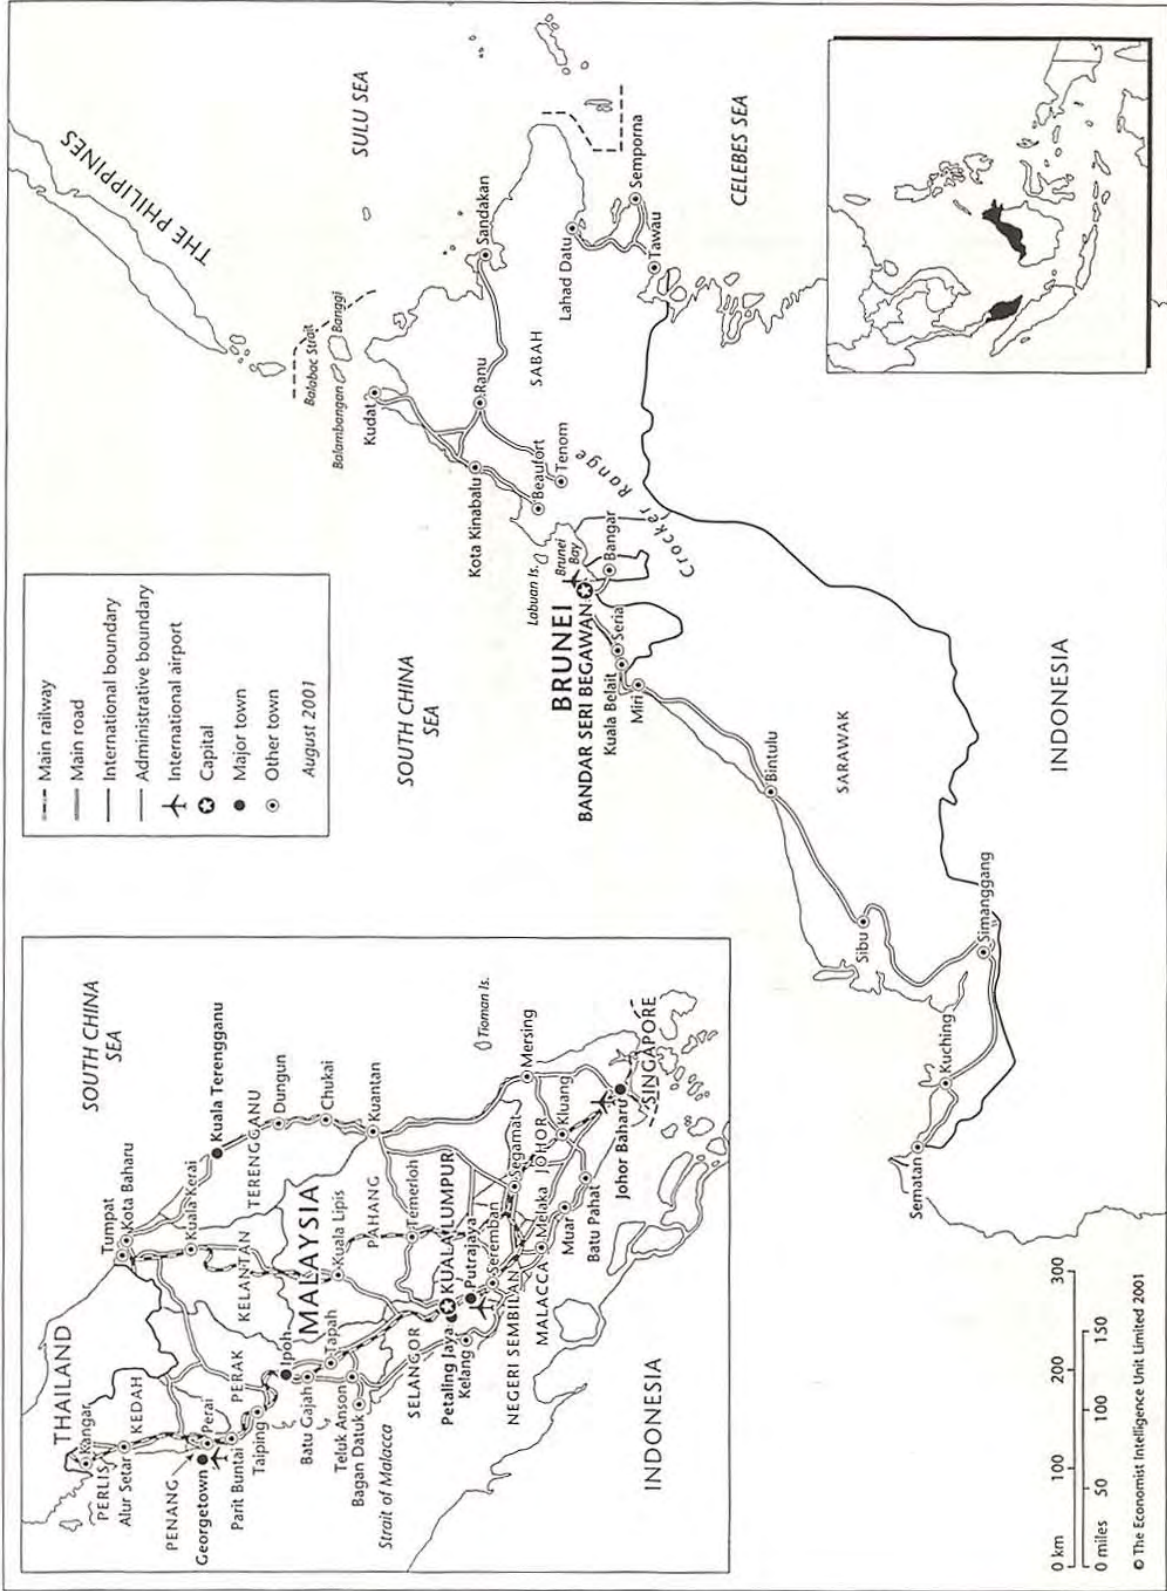 THAILAND
Kangar
PERLIS
Alur Setar
KEDAH
PENANG
Georgetown
Perai
Parit Buntai
Taiping
PERAK
Ipoh
Batu Gajah
Tapah
Teluk Anson
Bagan Datuk
Strait of Malacca
Tumpat
Kota Baharu
Kuala Kerai
KELANTAN
Kuala Terengganu
TERENGGANU
Dungun
Chukai
Kuantan
MALAYSIA
Kuala Lipis
PAHANG
Temerloh
SELANGOR
KUALA LUMPUR
Petaling Jaya
Kelang
Putrajaya
Seremban
NEGERI SEMBILAN
MALACCA
Melaka
Segamat
JOHOR
Muar
Batu Pahat
Kluang
Mersing
Tioman Is.
Johor Baharu
SINGAPORE
SOUTH CHINA
SEA
INDONESIA
Main railway
Main road
International boundary
Administrative boundary
International airport
Capital
Major town
Other town
August 2001
SOUTH CHINA
SEA
THE PHILIPPINES
SULU SEA
Balabac Strait
Balambangan
Banggi
Kudat
Kota Kinabalu
Ranu
Sandakan
SABAH
Lahad Datu
Semporna
Tawau
CELEBES SEA
Beaufort
Tenom
Labuan Is.
Brunei
Bay
Crocker Range
BRUNEI
BANDAR SERI BEGAWAN
Bangar
Seria
Kuala Belait
Miri
Bintulu
SARAWAK
Sibu
Simanggang
Kuching
Sematan
INDONESIA
0 km 100 200 300
0 miles 50 100 150
© The Economist Intelligence Unit Limited 2001